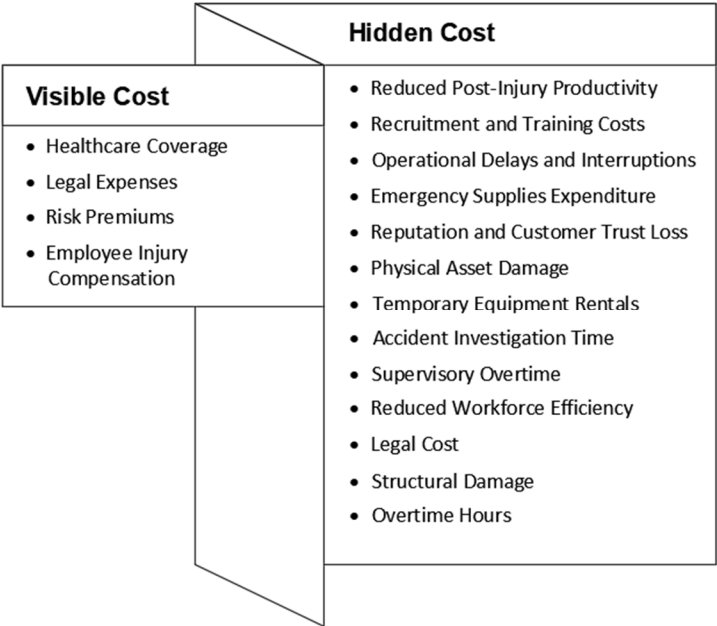 Hidden Cost
Visible Cost
• Healthcare Coverage
• Legal Expenses
• Risk Premiums
• Employee Injury
Compensation
• Reduced Post-Injury Productivity
• Recruitment and Training Costs
• Operational Delays and Interruptions
• Emergency Supplies Expenditure
• Reputation and Customer Trust Loss
• Physical Asset Damage
• Temporary Equipment Rentals
• Accident Investigation Time
• Supervisory Overtime
• Reduced Workforce Efficiency
• Legal Cost
• Structural Damage
• Overtime Hours